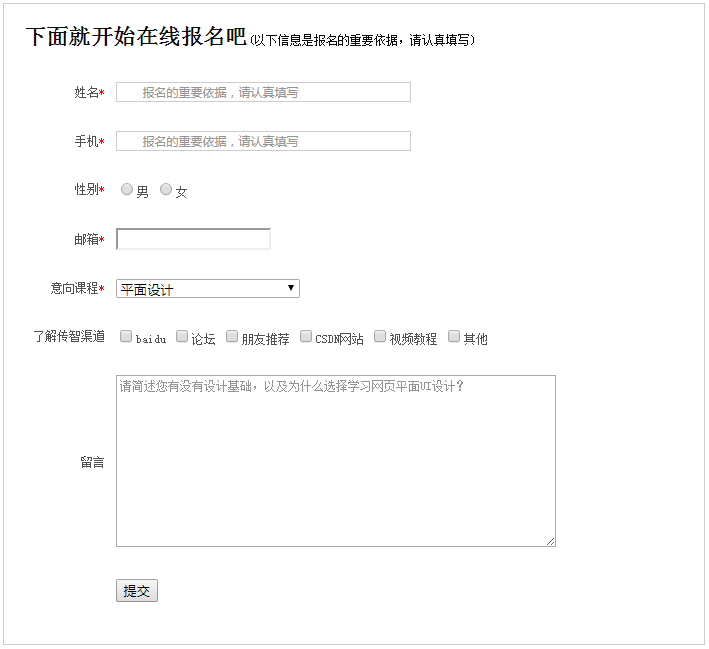 下面就开始在线报名吧(以下信息是报名的重要依据，请认真填写)
姓名* 报名的重要依据，请认真填写
手机* 报名的重要依据，请认真填写
性别* 男 女
邮箱*
意向课程* 平面设计
了解传智渠道 baidu 论坛 朋友推荐 CSDN网站 视频教程 其他
请简述您有没有设计基础，以及为什么选择学习网页平面UI设计？
留言
提交